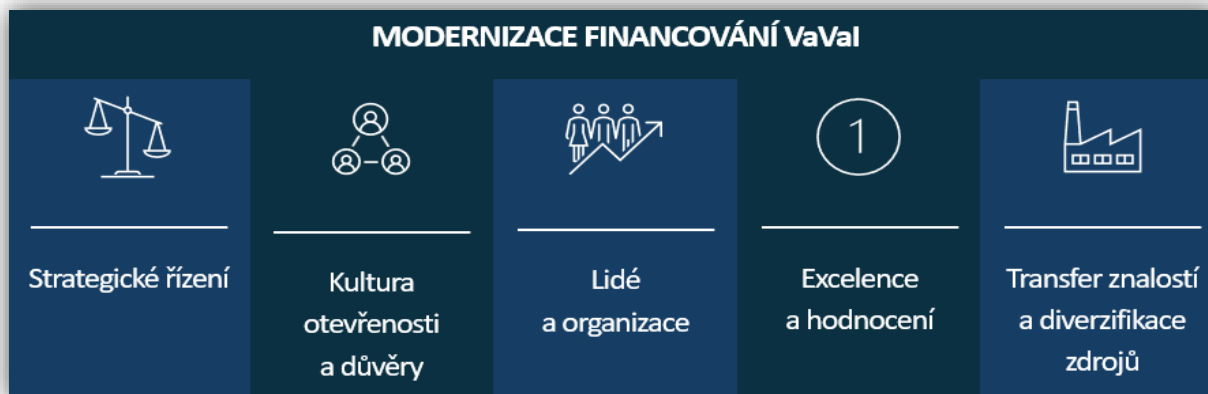 MODERNIZACE FINANCOVÁNÍ VaVaI
1
Strategické řízení
Kultura
otevřenosti
a důvěry
Lidé
a organizace
Excelence
a hodnocení
Transfer znalostí
a diverzifikace
zdrojů